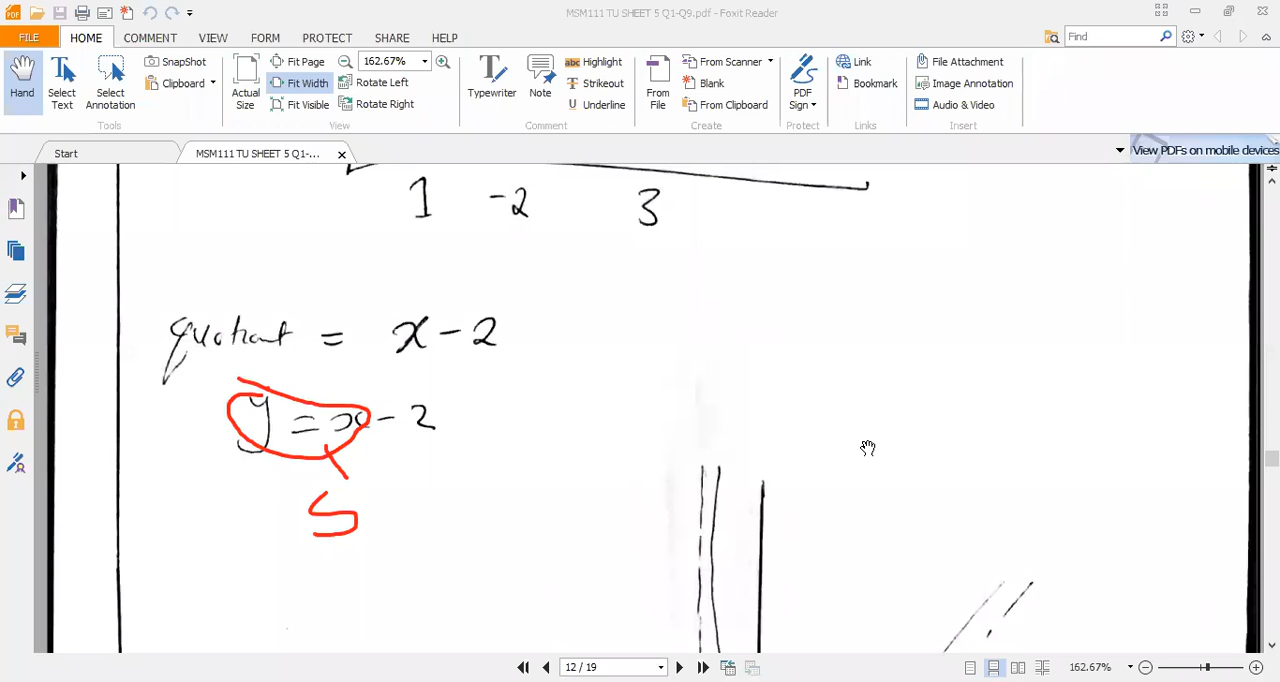 MSM111 TU SHEET 5 Q1-Q9.pdf - Foxit Reader
FILE HOME COMMENT VIEW FORM PROTECT SHARE HELP
Find
Hand
Select Text
Select Annotation
SnapShot
Clipboard
Tools
Actual Size
Fit Page
Fit Width
Fit Visible
162.67%
Rotate Left
Rotate Right
View
Typewriter
Note
Highlight
Strikeout
Underline
Comment
From File
From Scanner
Blank
From Clipboard
Create
PDF Sign
Protect
Link
Bookmark
Links
File Attachment
Image Annotation
Audio & Video
Insert
Start
MSM111 TU SHEET 5 Q1-...
View PDFs on mobile devices
1 -2 3
quotient = x - 2
y = x - 2
S
12 / 19
162.67%